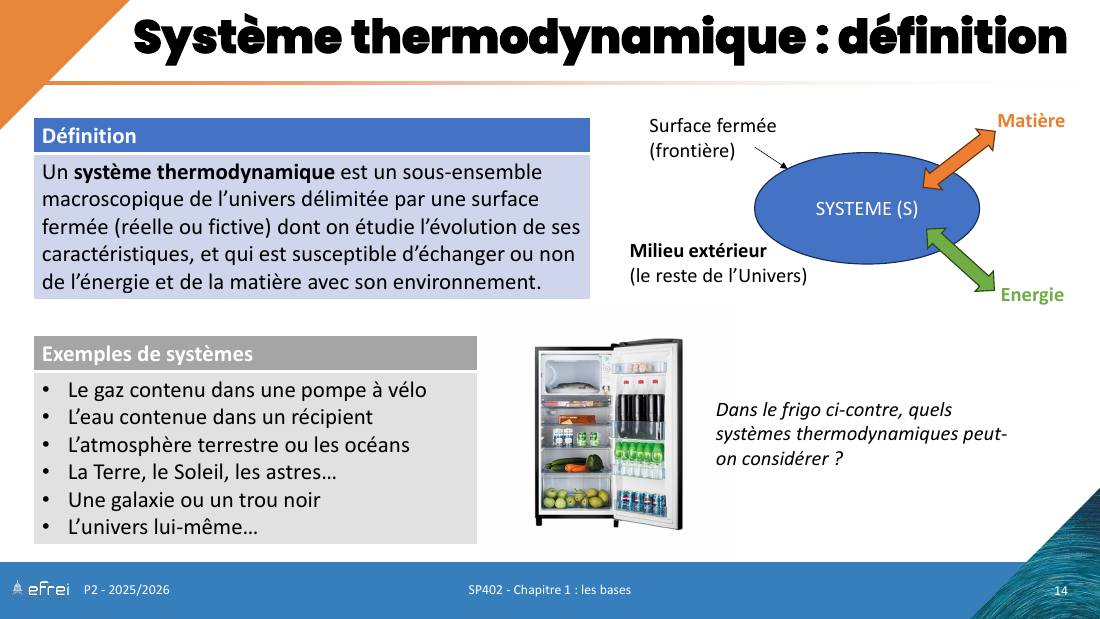 Système thermodynamique : définition
Définition
Un système thermodynamique est un sous-ensemble
macroscopique de l’univers délimitée par une surface
fermée (réelle ou fictive) dont on étudie l’évolution de ses
caractéristiques, et qui est susceptible d’échanger ou non
de l’énergie et de la matière avec son environnement.
Surface fermée
(frontière)
Matière
SYSTEME (S)
Milieu extérieur
(le reste de l’Univers)
Energie
Exemples de systèmes
• Le gaz contenu dans une pompe à vélo
• L’eau contenue dans un récipient
• L’atmosphère terrestre ou les océans
• La Terre, le Soleil, les astres…
• Une galaxie ou un trou noir
• L’univers lui-même…
Dans le frigo ci-contre, quels
systèmes thermodynamiques peut-
on considérer ?
efrei P2 - 2025/2026
SP402 - Chapitre 1 : les bases
14